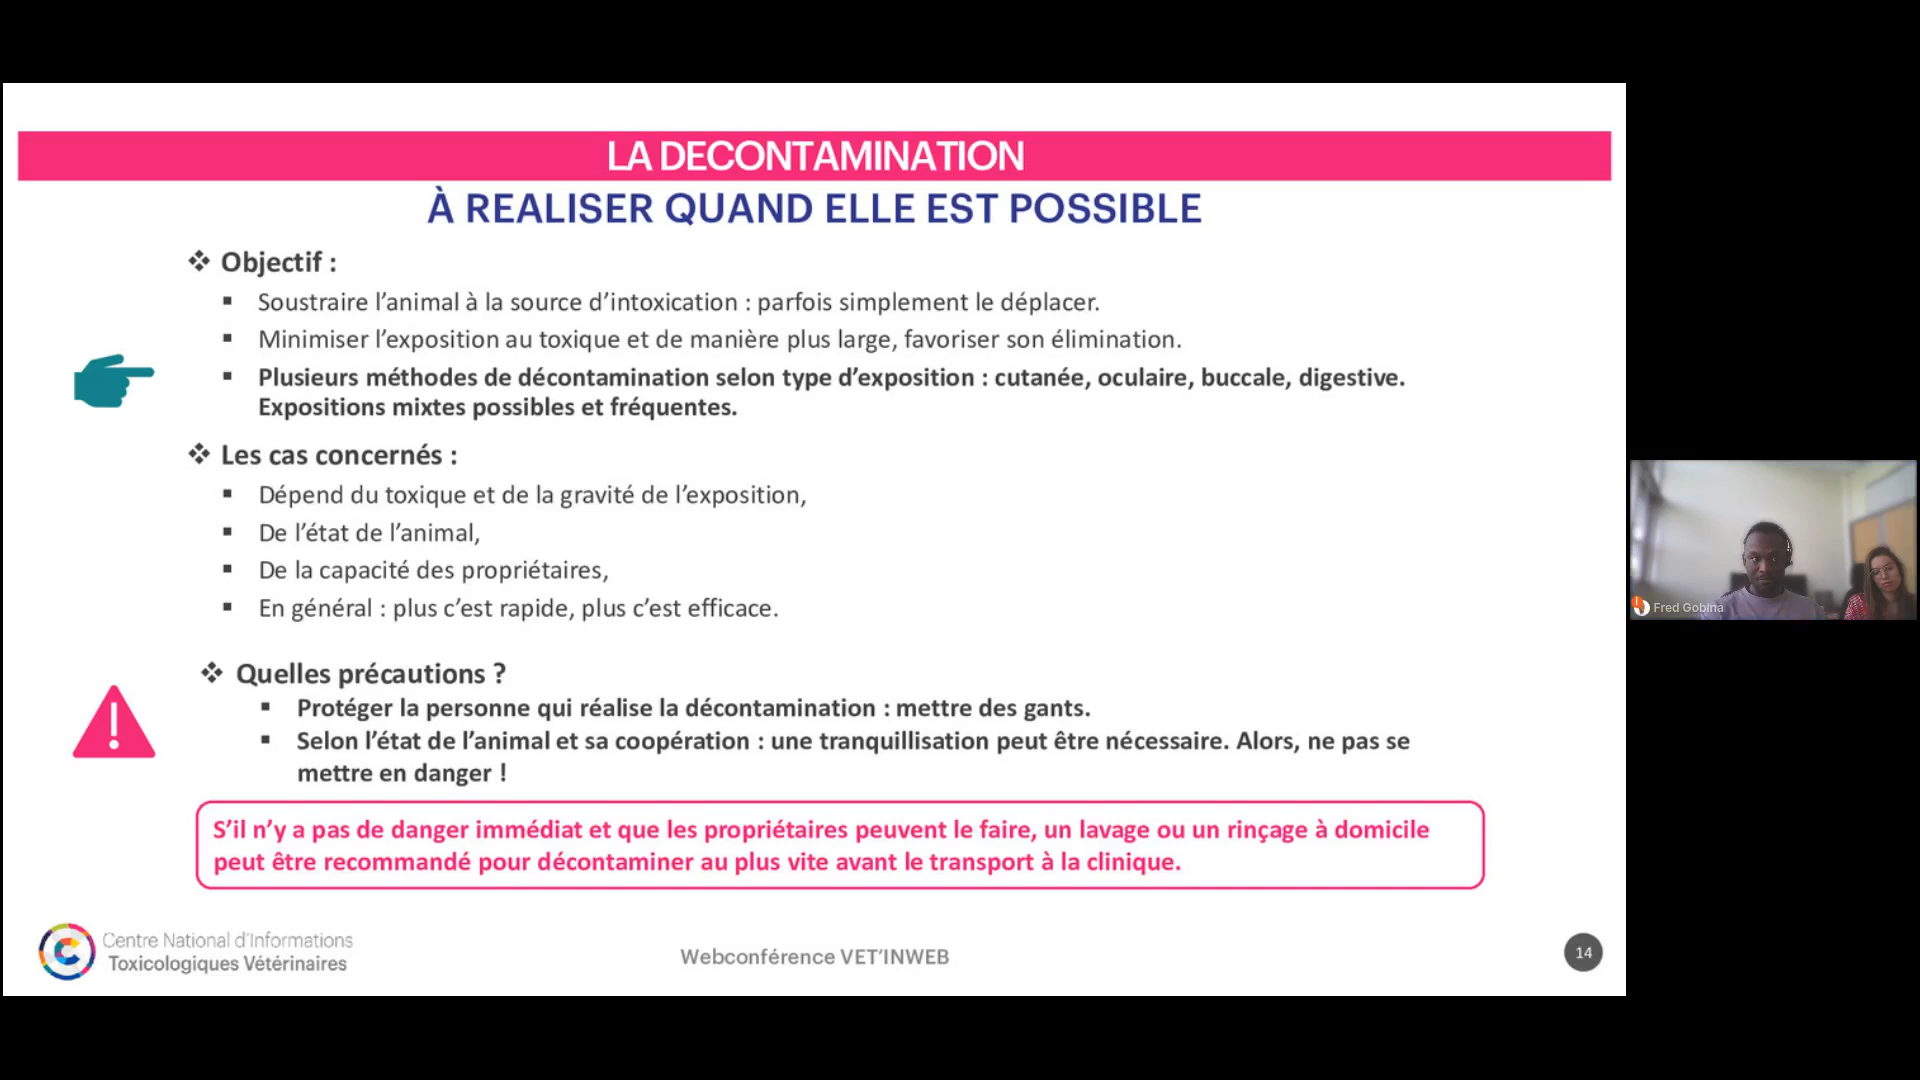 LA DECONTAMINATION
À REALISER QUAND ELLE EST POSSIBLE
❖ Objectif :
▪ Soustraire l’animal à la source d’intoxication : parfois simplement le déplacer.
▪ Minimiser l’exposition au toxique et de manière plus large, favoriser son élimination.
▪ Plusieurs méthodes de décontamination selon type d’exposition : cutanée, oculaire, buccale, digestive.
Expositions mixtes possibles et fréquentes.
❖ Les cas concernés :
▪ Dépend du toxique et de la gravité de l’exposition,
▪ De l’état de l’animal,
▪ De la capacité des propriétaires,
▪ En général : plus c’est rapide, plus c’est efficace.
❖ Quelles précautions ?
▪ Protéger la personne qui réalise la décontamination : mettre des gants.
▪ Selon l’état de l’animal et sa coopération : une tranquillisation peut être nécessaire. Alors, ne pas se
mettre en danger !
S’il n’y a pas de danger immédiat et que les propriétaires peuvent le faire, un lavage ou un rinçage à domicile
peut être recommandé pour décontaminer au plus vite avant le transport à la clinique.
Centre National d’Informations
Toxicologiques Vétérinaires
Webconférence VET’INWEB
14
Fred Gobina